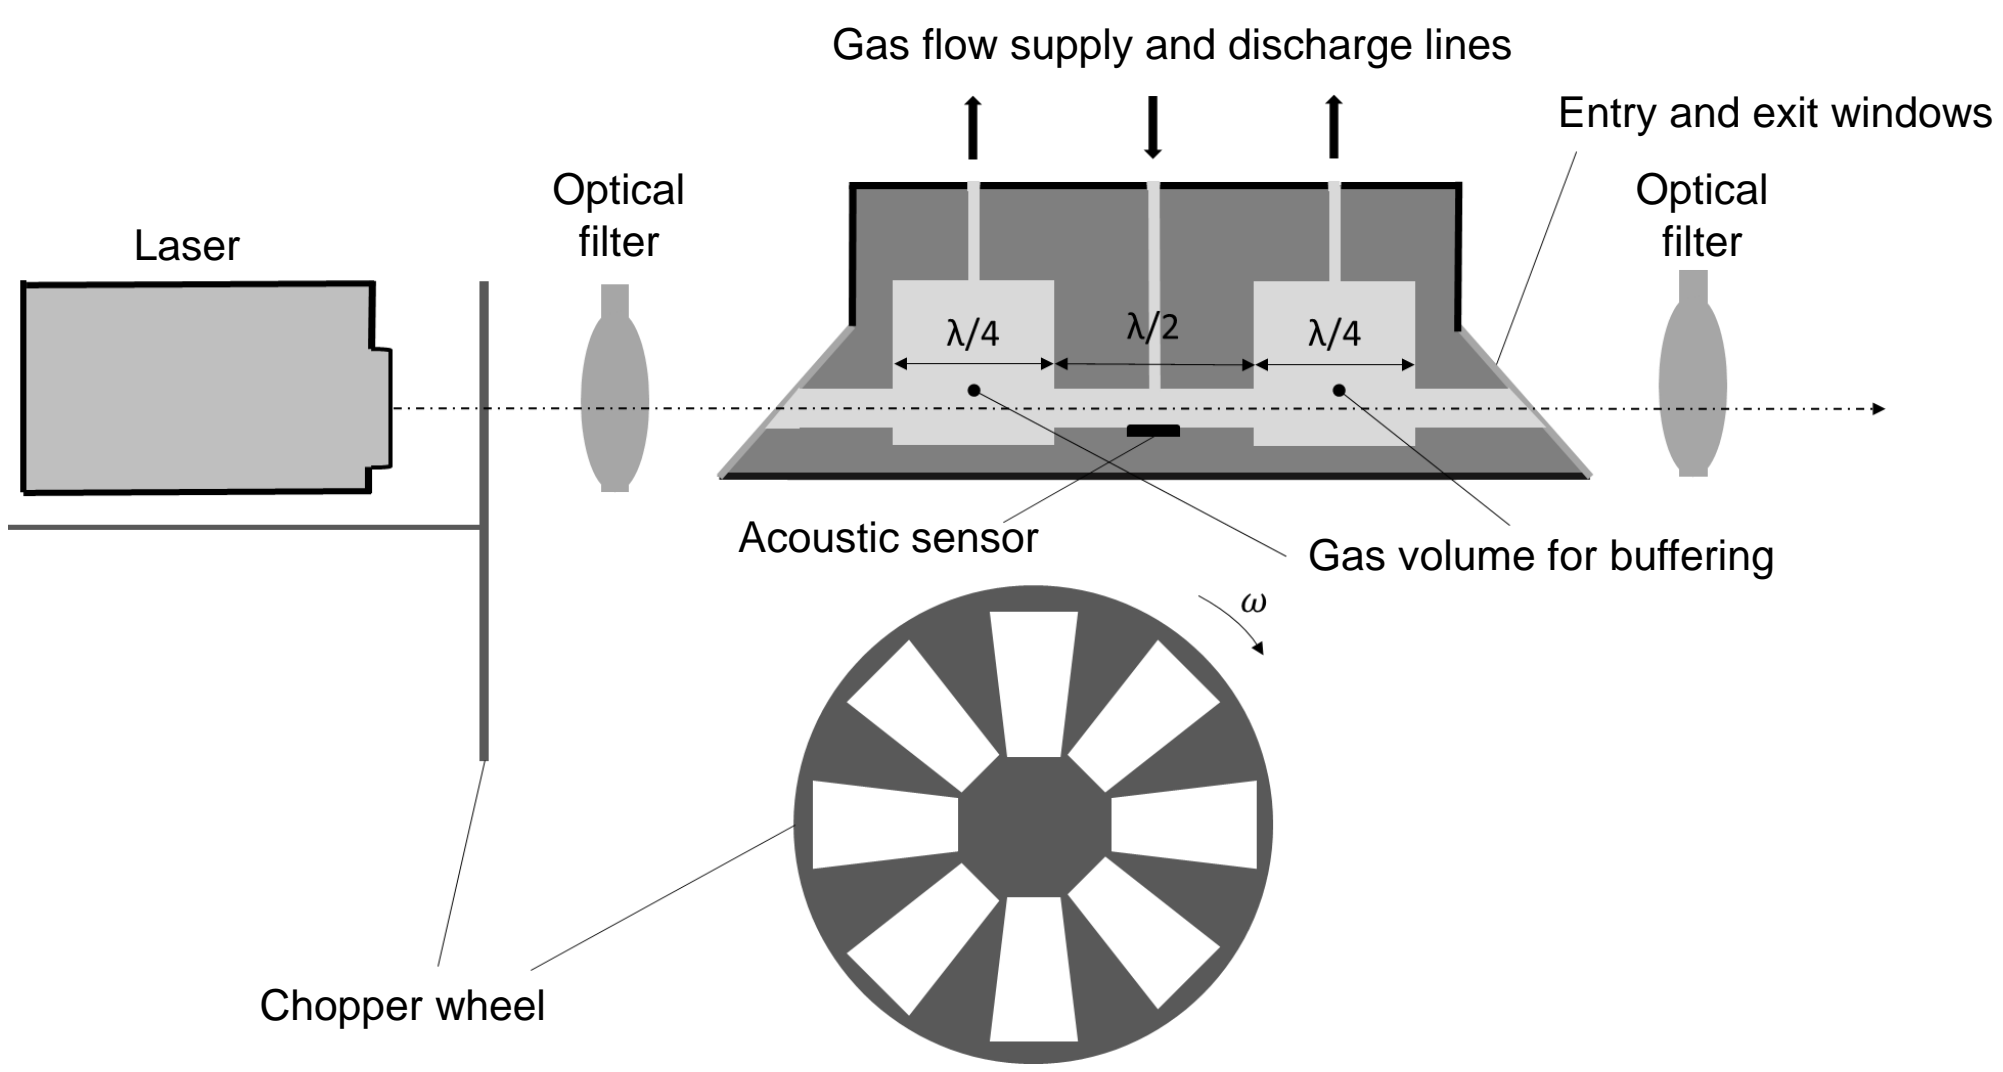 Gas flow supply and discharge lines
Entry and exit windows
Optical
filter
Optical
filter
Laser
λ/4
λ/2
λ/4
Acoustic sensor
Gas volume for buffering
ω
Chopper wheel